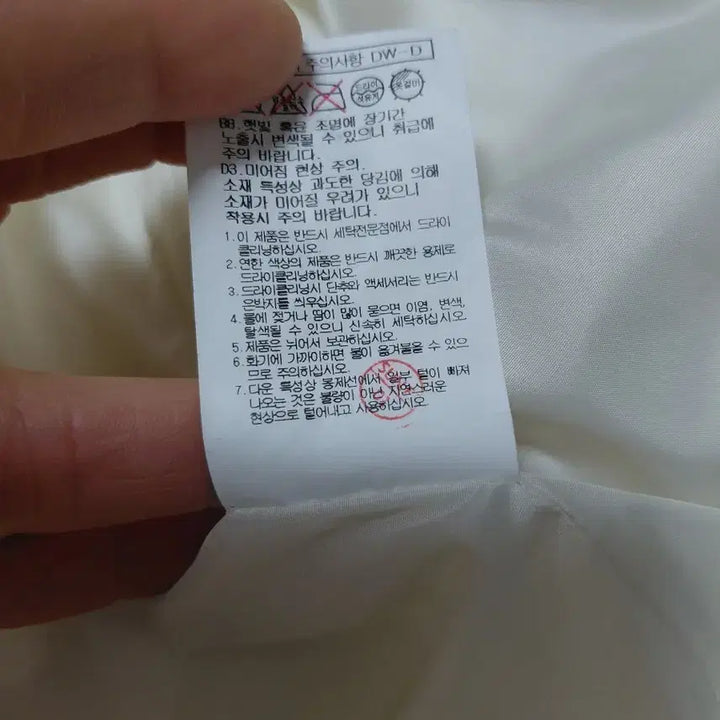 주의사항 DW-D
드라이
석유계
옷걸이
B8.햇빛 혹은 조명에 장기간
노출시 변색될 수 있으니 취급에
주의 바랍니다.
D3.미어짐 현상 주의.
소재 특성상 과도한 당김에 의해
소재가 미어질 우려가 있으니
착용시 주의 바랍니다.
1.이 제품은 반드시 세탁전문점에서 드라이
클리닝하십시오.
2.연한 색상의 제품은 반드시 깨끗한 용제로
드라이클리닝하십시오.
3.드라이클리닝시 단추와 액세서리는 반드시
은박지를 씌우십시오.
4.물에 젖거나 땀이 많이 묻으면 이염, 변색,
탈색될 수 있으니 신속히 세탁하십시오.
5.제품은 뉘어서 보관하십시오.
6.화기에 가까이하면 불이 옮겨붙을 수 있으
므로 주의하십시오.
7.다운 특성상 봉제선에서 일부 털이 빠져
나오는 것은 불량이 아닌 자연스러운
현상으로 털어내고 사용하십시오.